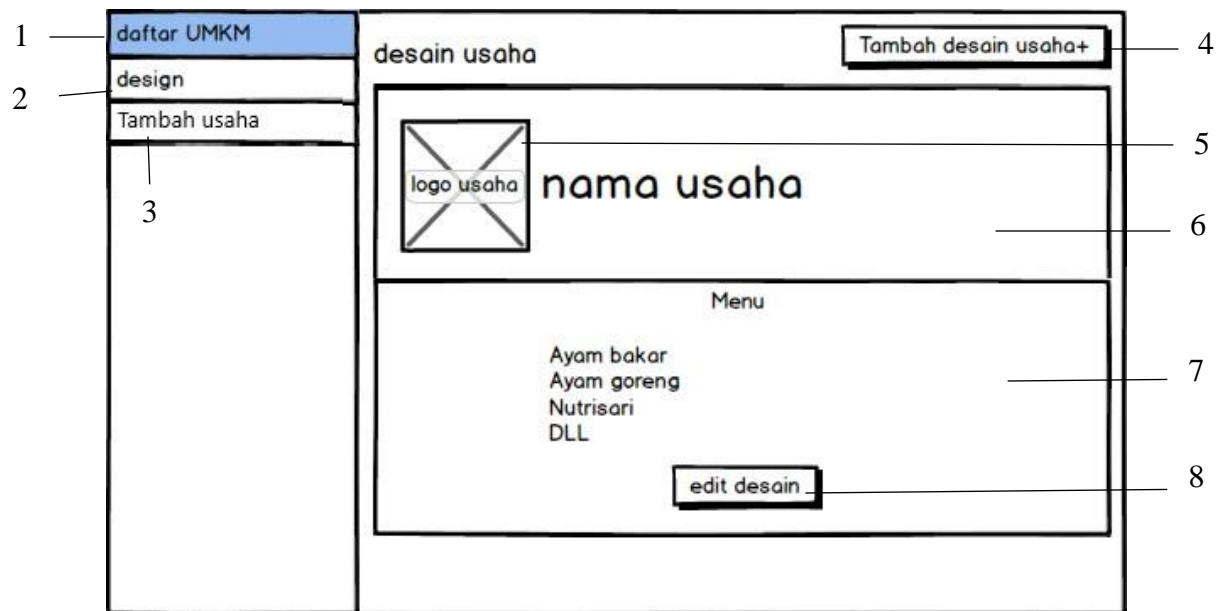 1
daftar UMKM
2
design
3
Tambah usaha
desain usaha
Tambah desain usaha+
4
logo usaha
nama usaha
5
6
Menu
Ayam bakar
Ayam goreng
Nutrisari
DLL
7
edit desain
8